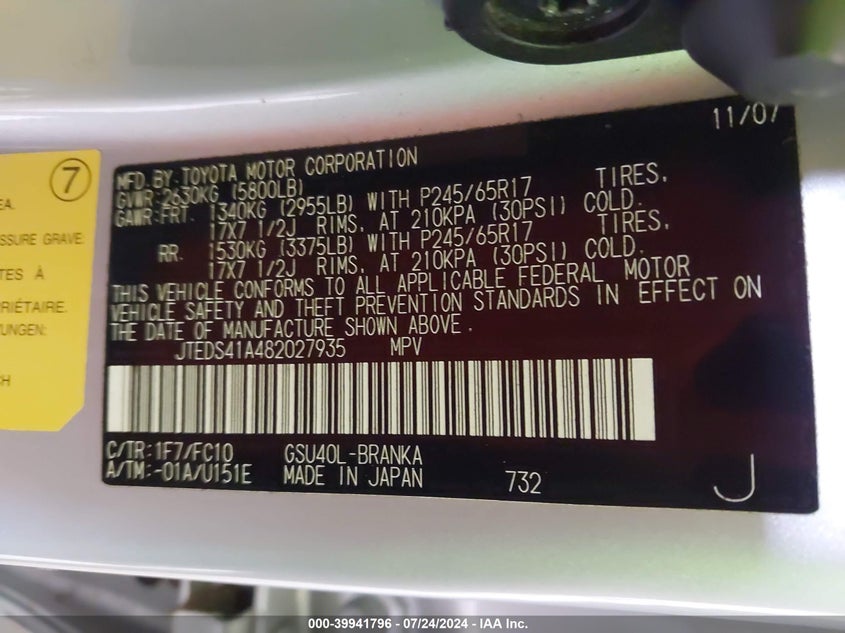 11/07
MFD.BY:TOYOTA MOTOR CORPORATION
GVWR:2630KG (5800LB)
GAWR:FRT. 1340KG (2955LB) WITH P245/65R17 TIRES,
17X7 1/2J RIMS, AT 210KPA (30PSI) COLD.
RR. 1530KG (3375LB) WITH P245/65R17 TIRES,
17X7 1/2J RIMS, AT 210KPA (30PSI) COLD.
THIS VEHICLE CONFORMS TO ALL APPLICABLE FEDERAL MOTOR
VEHICLE SAFETY AND THEFT PREVENTION STANDARDS IN EFFECT ON
THE DATE OF MANUFACTURE SHOWN ABOVE.
JTEDS41A482027935 MPV
C/TR:1F7/FC10 GSU40L-BRANKA
A/TM:-01A/U151E MADE IN JAPAN 732 J
7
EA.
SSURE GRAVE.
TES À
PRIÉTAIRE.
UNGEN:
CH
000-39941796 - 07/24/2024 - IAA Inc.